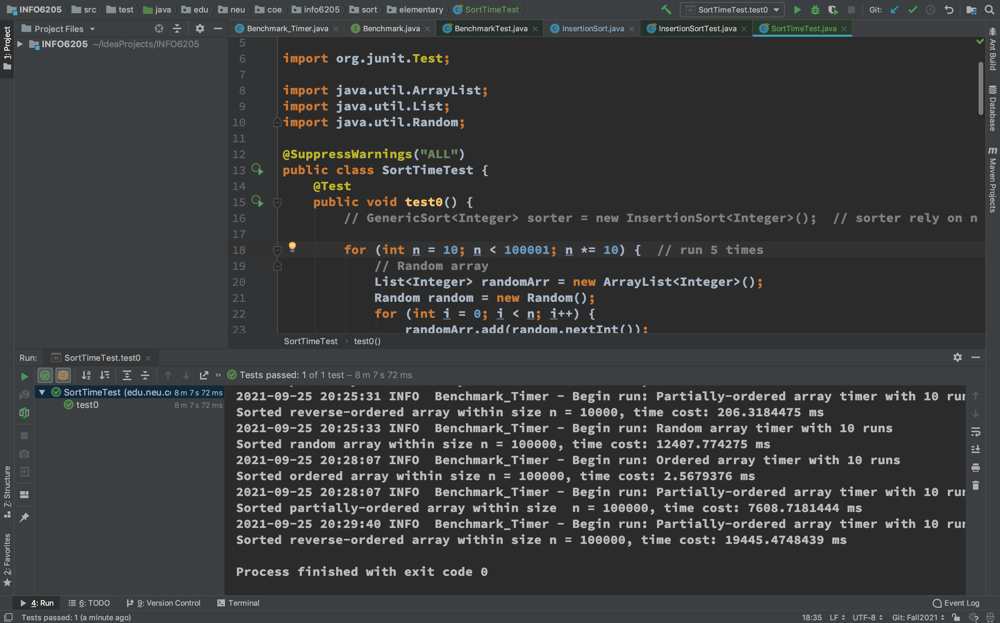 INFO6205 src test java edu neu coe info6205 sort elementary SortTimeTest SortTimeTest.test0 Git:
1: Project
Project Files
Benchmark_Timer.java Benchmark.java BenchmarkTest.java InsertionSort.java InsertionSortTest.java SortTimeTest.java
INFO6205 ~/IdeaProjects/INFO6205
5
6 import org.junit.Test;
7
8 import java.util.ArrayList;
9 import java.util.List;
10 import java.util.Random;
11
12 @SuppressWarnings("ALL")
13 public class SortTimeTest {
14 @Test
15 public void test0() {
16 // GenericSort<Integer> sorter = new InsertionSort<Integer>(); // sorter rely on n
17
18 for (int n = 10; n < 100001; n *= 10) { // run 5 times
19 // Random array
20 List<Integer> randomArr = new ArrayList<Integer>();
21 Random random = new Random();
22 for (int i = 0; i < n; i++) {
23 randomArr.add(random.nextInt());
SortTimeTest › test0()
Ant Build
Database
m Maven Projects
Run: SortTimeTest.test0
» Tests passed: 1 of 1 test – 8 m 7 s 72 ms
SortTimeTest (edu.neu.c 8 m 7 s 72 ms
test0 8 m 7 s 72 ms
2021-09-25 20:25:31 INFO Benchmark_Timer - Begin run: Partially-ordered array timer with 10 run
Sorted reverse-ordered array within size n = 10000, time cost: 206.3184475 ms
2021-09-25 20:25:33 INFO Benchmark_Timer - Begin run: Random array timer with 10 runs
Sorted random array within size n = 100000, time cost: 12407.774275 ms
2021-09-25 20:28:07 INFO Benchmark_Timer - Begin run: Ordered array timer with 10 runs
Sorted ordered array within size n = 100000, time cost: 2.5679376 ms
2021-09-25 20:28:07 INFO Benchmark_Timer - Begin run: Partially-ordered array timer with 10 run
Sorted partially-ordered array within size n = 100000, time cost: 7608.7181444 ms
2021-09-25 20:29:40 INFO Benchmark_Timer - Begin run: Partially-ordered array timer with 10 run
Sorted reverse-ordered array within size n = 100000, time cost: 19445.4748439 ms
Process finished with exit code 0
7: Structure
2: Favorites
4: Run 6: TODO 9: Version Control Terminal Event Log
Tests passed: 1 (a minute ago) 18:35 LF UTF-8 Git: Fall2021